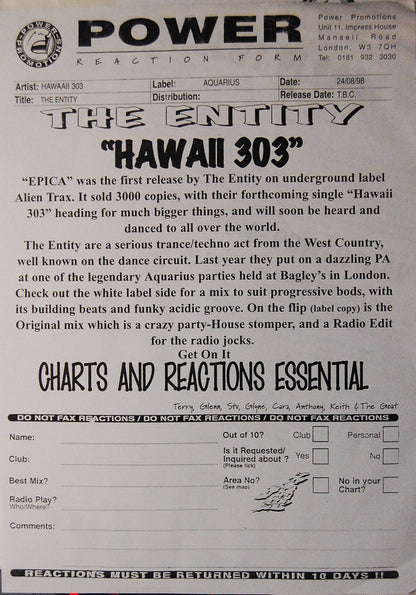 POWER PROMOTIONS
POWER
REACTION FORM
Power Promotions
Unit 11, Impress House
Mansell Road
London, W3 7QH
Tel: 0181 932 3030
Artist: HAWAAII 303 Label: AQUARIUS Date: 24/08/98
Title: THE ENTITY Distribution: Release Date: T.B.C.
THE ENTITY
"HAWAII 303"
"EPICA" was the first release by The Entity on underground label
Alien Trax. It sold 3000 copies, with their forthcoming single "Hawaii
303" heading for much bigger things, and will soon be heard and
danced to all over the world.
The Entity are a serious trance/techno act from the West Country,
well known on the dance circuit. Last year they put on a dazzling PA
at one of the legendary Aquarius parties held at Bagley's in London.
Check out the white label side for a mix to suit progressive bods, with
its building beats and funky acidic groove. On the flip (label copy) is the
Original mix which is a crazy party-House stomper, and a Radio Edit
for the radio jocks.
Get On It
CHARTS AND REACTIONS ESSENTIAL
Terry, Glenn, Stv, Gilyne, Cara, Anthony, Keith & The Goat
DO NOT FAX REACTIONS / DO NOT FAX REACTIONS / DO NOT FAX REACTIONS
Name: Out of 10? Club Personal
Club: Is it Requested/ Inquired about ? (Please tick) Yes No
Best Mix? Area No? (See map) No in your Chart?
Radio Play?
Who/Where?
Comments:
REACTIONS MUST BE RETURNED WITHIN 10 DAYS !!